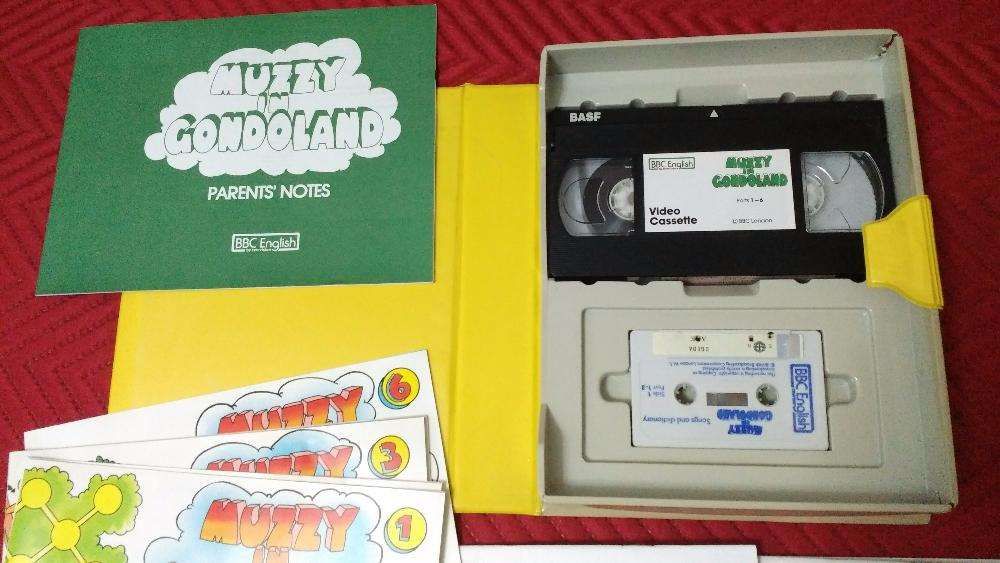 MUZZY
in
GONDOLAND
PARENTS' NOTES
BBC English
BASF
BBC English
MUZZY
in
GONDOLAND
Parts 1-6
Video
Cassette
© BBC London
BBC English
MUZZY
in
GONDOLAND
Songs and dictionary
Side 1
MUZZY
6
MUZZY
3
MUZZY
in
1